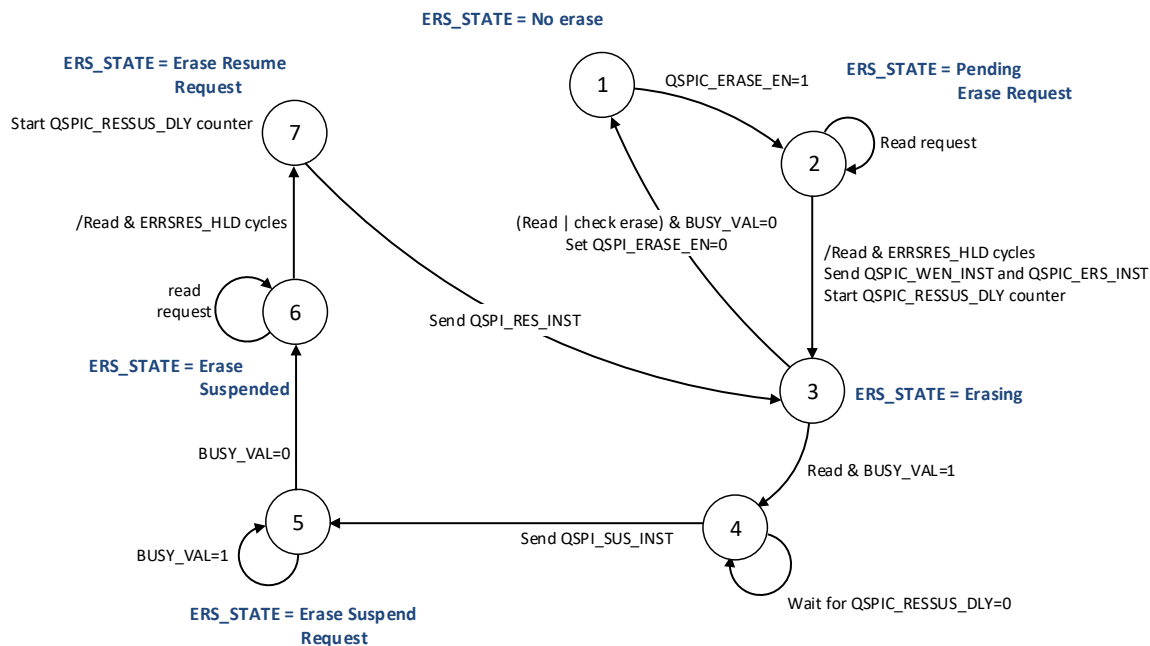 ERS_STATE = No erase
ERS_STATE = Erase Resume
Request
Start QSPIC_RESSUS_DLY counter
7
1
QSPIC_ERASE_EN=1
ERS_STATE = Pending
Erase Request
2
Read request
/Read & ERRSRES_HLD cycles
(Read | check erase) & BUSY_VAL=0
Set QSPI_ERASE_EN=0
/Read & ERRSRES_HLD cycles
Send QSPIC_WEN_INST and QSPIC_ERS_INST
Start QSPIC_RESSUS_DLY counter
read
request
6
Send QSPI_RES_INST
ERS_STATE = Erase
Suspended
3
ERS_STATE = Erasing
BUSY_VAL=0
Read & BUSY_VAL=1
5
4
BUSY_VAL=1
Send QSPI_SUS_INST
Wait for QSPIC_RESSUS_DLY=0
ERS_STATE = Erase Suspend
Request